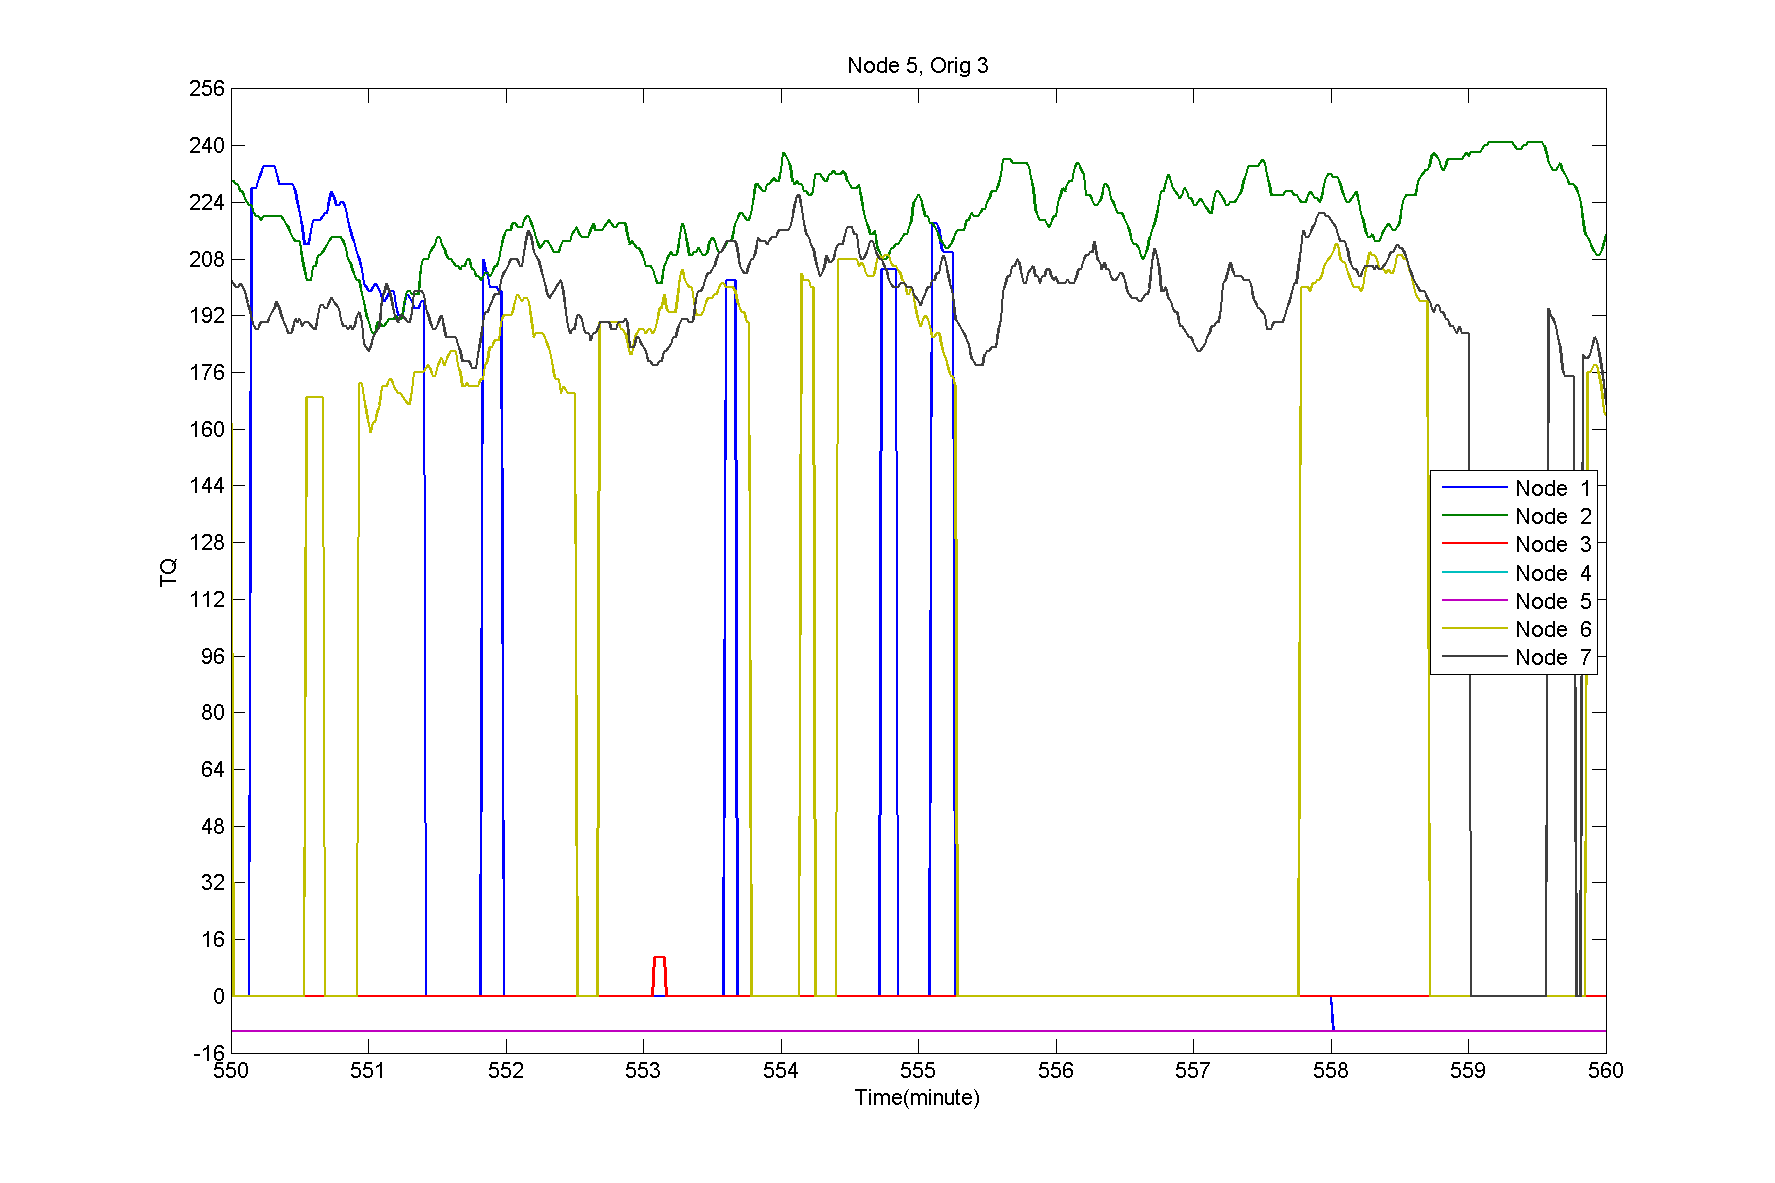 Node 5, Orig 3
256
240
224
208
192
176
160
144
128
112
96
80
64
48
32
16
0
-16
TQ
Node 1
Node 2
Node 3
Node 4
Node 5
Node 6
Node 7
550 551 552 553 554 555 556 557 558 559 560
Time(minute)